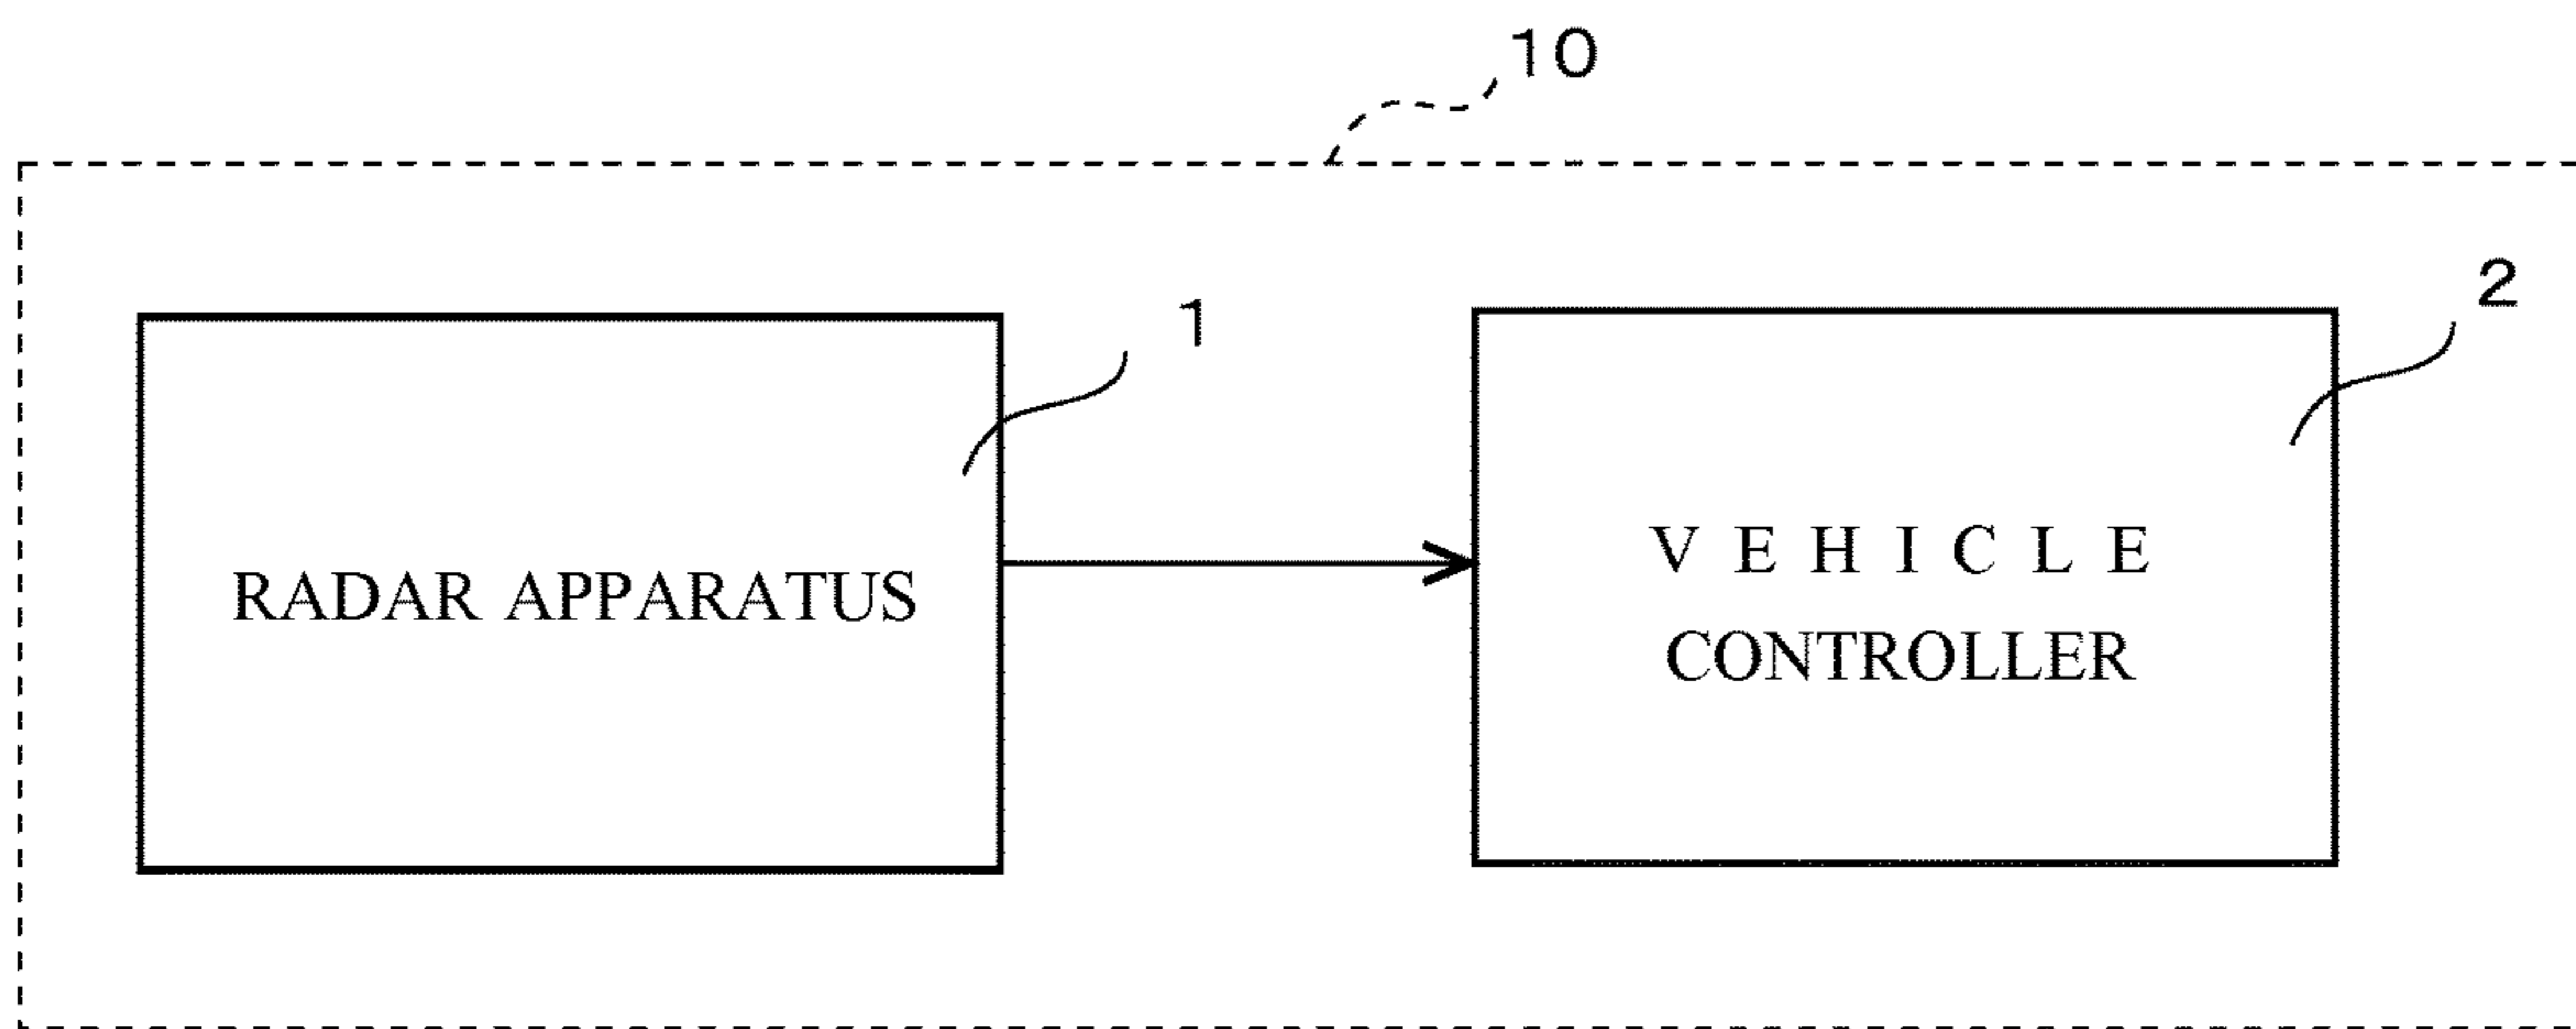 10
1
2
RADAR APPARATUS
V E H I C L E
CONTROLLER